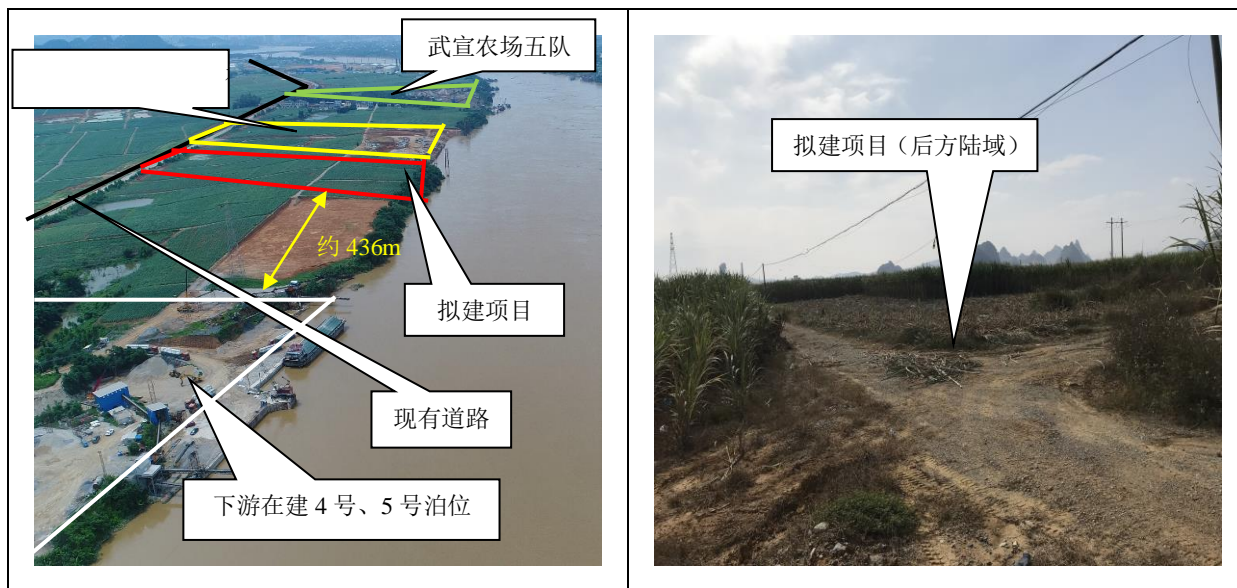 武宣农场五队
约 436m
拟建项目
现有道路
下游在建 4 号、5 号泊位
拟建项目（后方陆域）